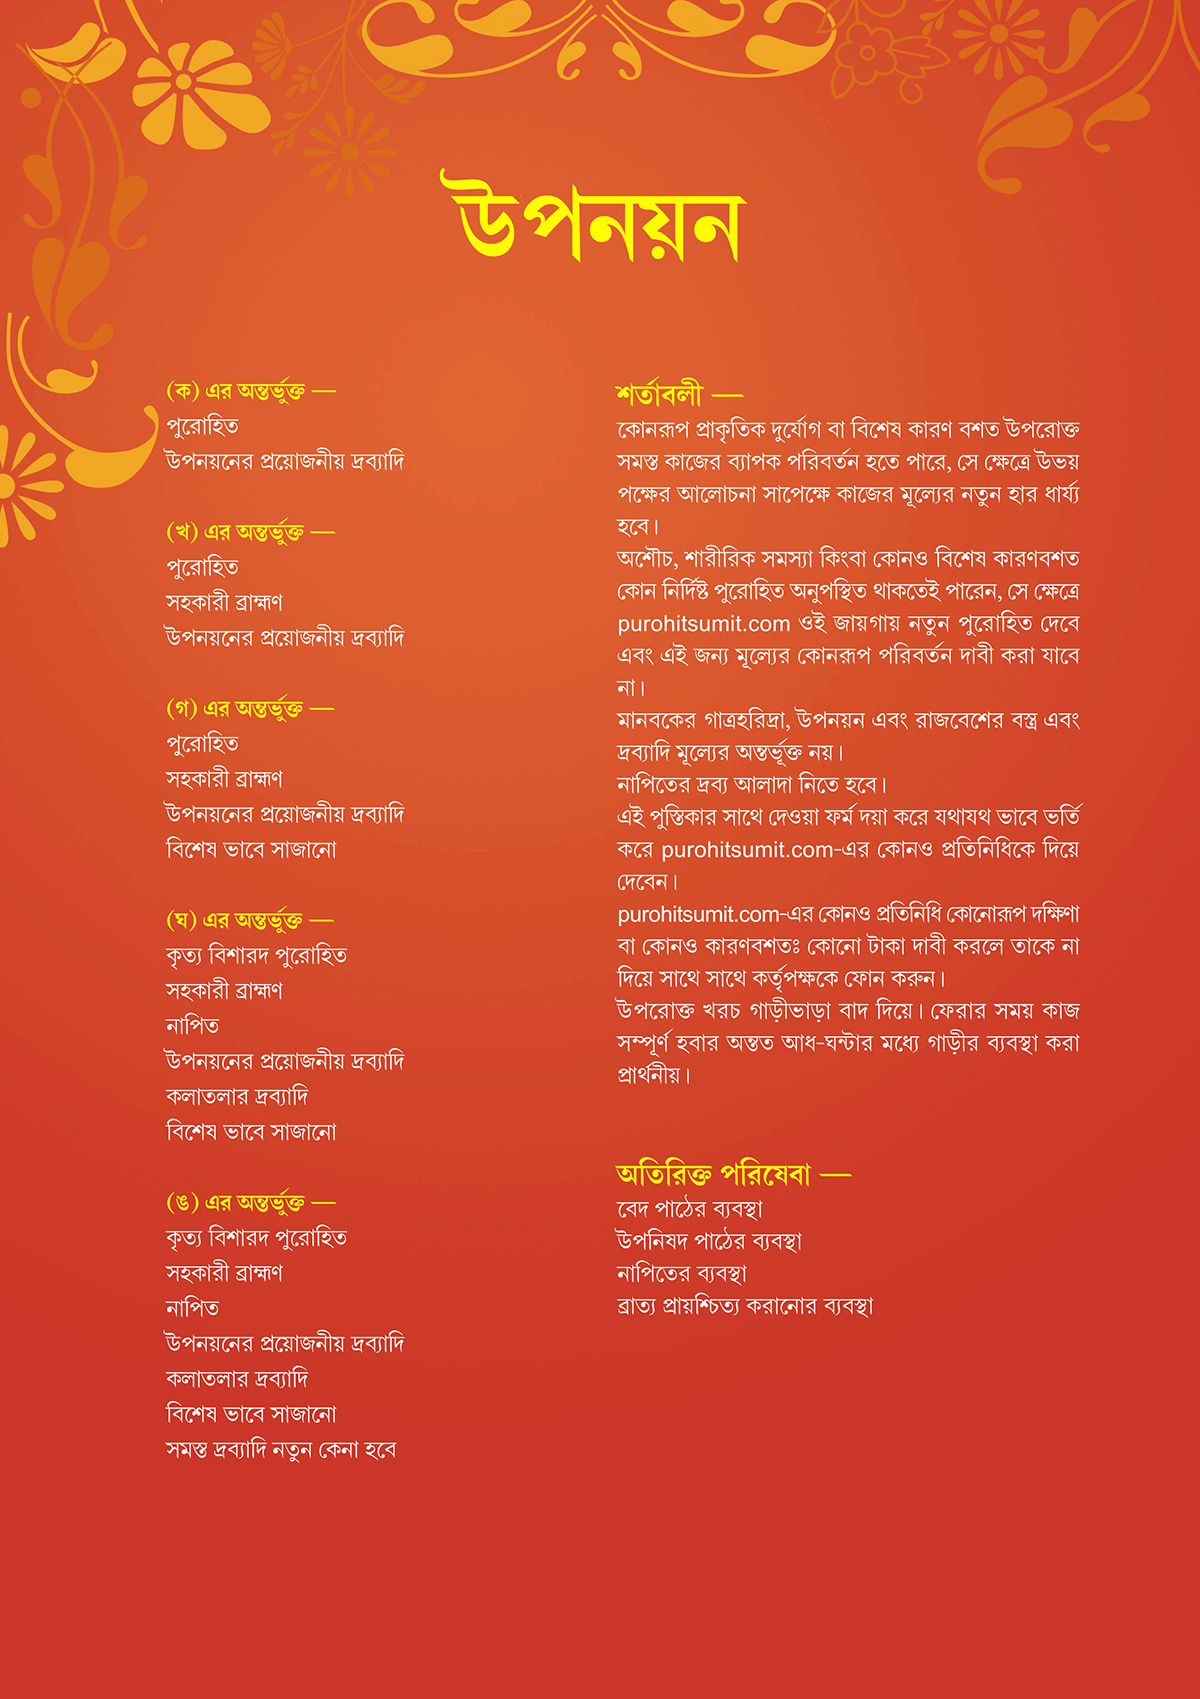 উপনয়ন
(ক) এর অন্তর্ভুক্ত —
পুরোহিত
উপনয়নের প্রয়োজনীয় দ্রব্যাদি
(খ) এর অন্তর্ভুক্ত —
পুরোহিত
সহকারী ব্রাহ্মণ
উপনয়নের প্রয়োজনীয় দ্রব্যাদি
(গ) এর অন্তর্ভুক্ত —
পুরোহিত
সহকারী ব্রাহ্মণ
উপনয়নের প্রয়োজনীয় দ্রব্যাদি
বিশেষ ভাবে সাজানো
(ঘ) এর অন্তর্ভুক্ত —
কৃত্য বিশারদ পুরোহিত
সহকারী ব্রাহ্মণ
নাপিত
উপনয়নের প্রয়োজনীয় দ্রব্যাদি
কলাতলার দ্রব্যাদি
বিশেষ ভাবে সাজানো
(ঙ) এর অন্তর্ভুক্ত —
কৃত্য বিশারদ পুরোহিত
সহকারী ব্রাহ্মণ
নাপিত
উপনয়নের প্রয়োজনীয় দ্রব্যাদি
কলাতলার দ্রব্যাদি
বিশেষ ভাবে সাজানো
সমস্ত দ্রব্যাদি নতুন কেনা হবে
শর্তাবলী —
কোনরূপ প্রাকৃতিক দুর্যোগ বা বিশেষ কারণ বশত উপরোক্ত
সমস্ত কাজের ব্যাপক পরিবর্তন হতে পারে, সে ক্ষেত্রে উভয়
পক্ষের আলোচনা সাপেক্ষে কাজের মূল্যের নতুন হার ধার্য্য
হবে।
অশৌচ, শারীরিক সমস্যা কিংবা কোনও বিশেষ কারণবশত
কোন নির্দিষ্ট পুরোহিত অনুপস্থিত থাকতেই পারেন, সে ক্ষেত্রে
purohitsumit.com ওই জায়গায় নতুন পুরোহিত দেবে
এবং এই জন্য মূল্যের কোনরূপ পরিবর্তন দাবী করা যাবে
না।
মানবকের গাত্রহরিদ্রা, উপনয়ন এবং রাজবেশের বস্ত্র এবং
দ্রব্যাদি মূল্যের অন্তর্ভূক্ত নয়।
নাপিতের দ্রব্য আলাদা নিতে হবে।
এই পুস্তিকার সাথে দেওয়া ফর্ম দয়া করে যথাযথ ভাবে ভর্তি
করে purohitsumit.com-এর কোনও প্রতিনিধিকে দিয়ে
দেবেন।
purohitsumit.com-এর কোনও প্রতিনিধি কোনোরূপ দক্ষিণা
বা কোনও কারণবশতঃ কোনো টাকা দাবী করলে তাকে না
দিয়ে সাথে সাথে কর্তৃপক্ষকে ফোন করুন।
উপরোক্ত খরচ গাড়ীভাড়া বাদ দিয়ে। ফেরার সময় কাজ
সম্পূর্ণ হবার অন্তত আধ-ঘন্টার মধ্যে গাড়ীর ব্যবস্থা করা
প্রার্থনীয়।
অতিরিক্ত পরিষেবা —
বেদ পাঠের ব্যবস্থা
উপনিষদ পাঠের ব্যবস্থা
নাপিতের ব্যবস্থা
ব্রাত্য প্রায়শ্চিত্য করানোর ব্যবস্থা